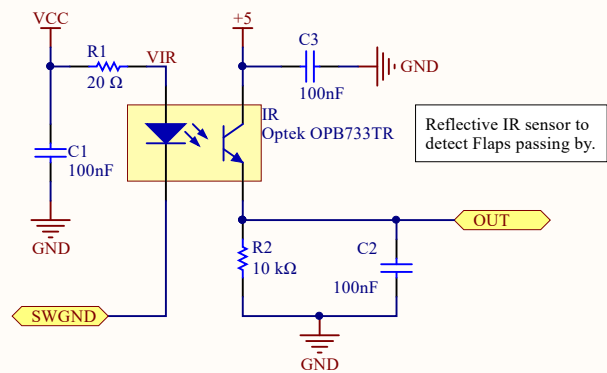 VCC
+5
R1
VIR
20 Ω
C3
GND
100nF
IR
Optek OPB733TR
Reflective IR sensor to
detect Flaps passing by.
C1
100nF
GND
OUT
R2
10 kΩ
C2
100nF
SWGND
GND